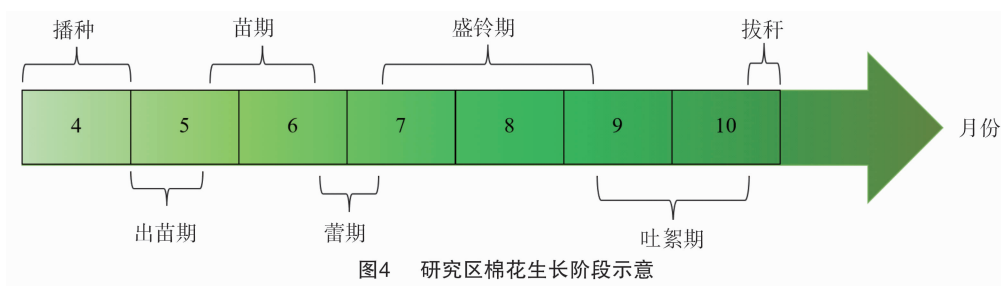 播种 苗期 盛铃期 拔秆
4 5 6 7 8 9 10 月份
出苗期 蕾期 吐絮期
图4 研究区棉花生长阶段示意